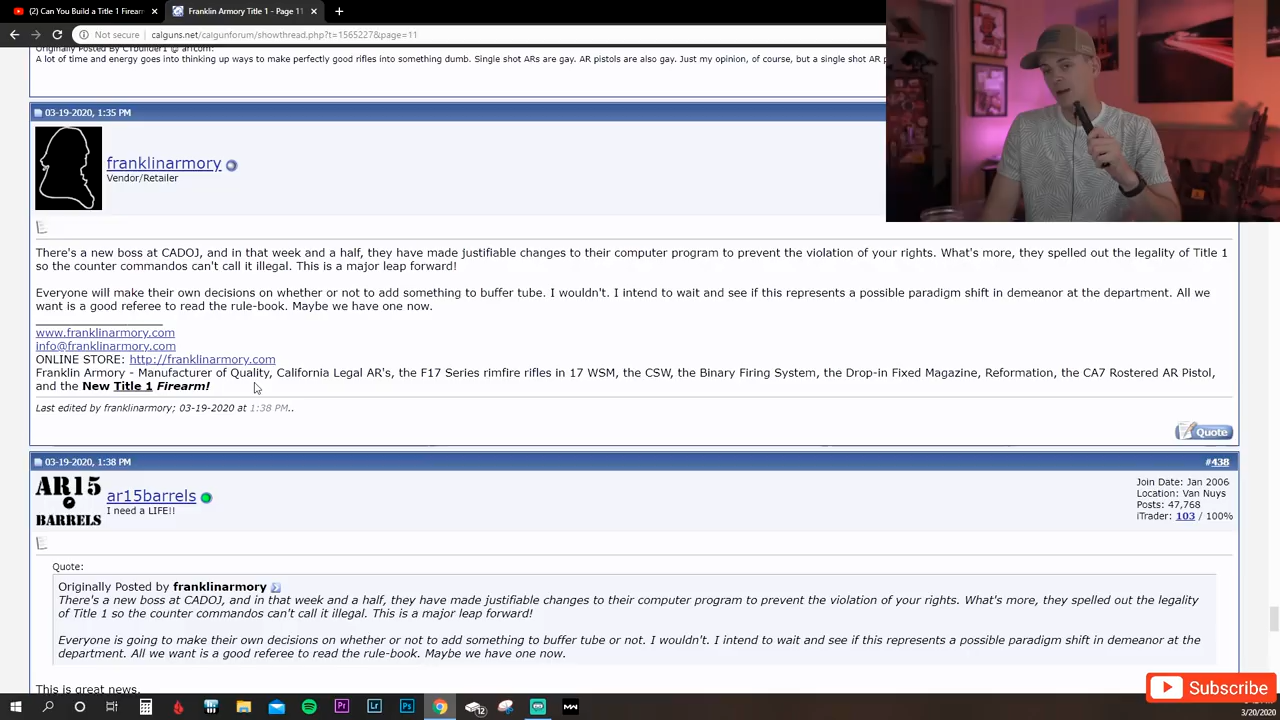 (2) Can You Build a Title 1 Firearm
Franklin Armory Title 1 - Page 11
Not secure calguns.net/calgunforum/showthread.php?t=1565227&page=11
A lot of time and energy goes into thinking up ways to make perfectly good rifles into something dumb. Single shot ARs are gay. AR pistols are also gay. Just my opinion, of course, but a single shot AR p
03-19-2020, 1:35 PM
franklinarmory
Vendor/Retailer
There's a new boss at CADOJ, and in that week and a half, they have made justifiable changes to their computer program to prevent the violation of your rights. What's more, they spelled out the legality of Title 1
so the counter commandos can't call it illegal. This is a major leap forward!
Everyone will make their own decisions on whether or not to add something to buffer tube. I wouldn't. I intend to wait and see if this represents a possible paradigm shift in demeanor at the department. All we
want is a good referee to read the rule-book. Maybe we have one now.
www.franklinarmory.com
info@franklinarmory.com
ONLINE STORE: http://franklinarmory.com
Franklin Armory - Manufacturer of Quality, California Legal AR's, the F17 Series rimfire rifles in 17 WSM, the CSW, the Binary Firing System, the Drop-in Fixed Magazine, Reformation, the CA7 Rostered AR Pistol,
and the New Title 1 Firearm!
Last edited by franklinarmory; 03-19-2020 at 1:38 PM..
Quote
03-19-2020, 1:38 PM
#438
AR15
BARRELS
ar15barrels
I need a LIFE!!
Join Date: Jan 2006
Location: Van Nuys
Posts: 47,768
iTrader: 103 / 100%
Quote:
Originally Posted by franklinarmory
There's a new boss at CADOJ, and in that week and a half, they have made justifiable changes to their computer program to prevent the violation of your rights. What's more, they spelled out the legality
of Title 1 so the counter commandos can't call it illegal. This is a major leap forward!
Everyone is going to make their own decisions on whether or not to add something to buffer tube or not. I wouldn't. I intend to wait and see if this represents a possible paradigm shift in demeanor at the
department. All we want is a good referee to read the rule-book. Maybe we have one now.
This is great news.
Subscribe
3/20/2020